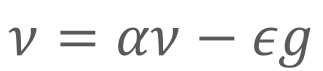 𝜈 = 𝛼𝜈 − 𝜖𝑔